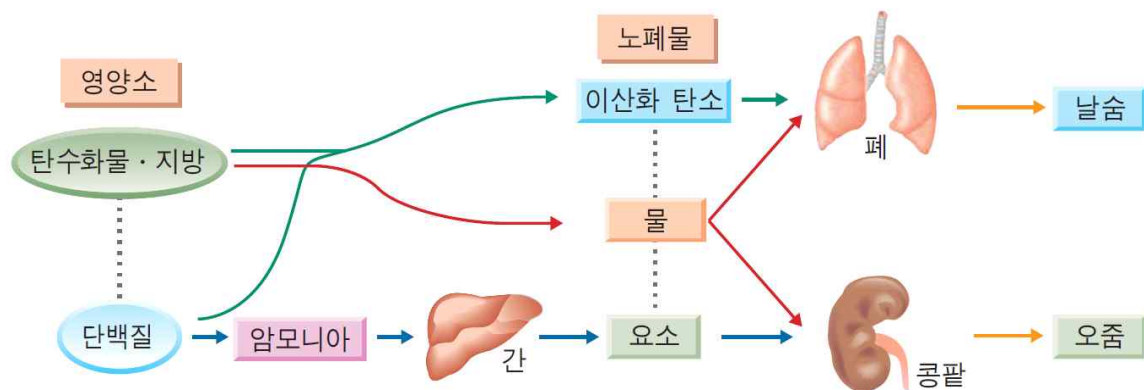 영양소
노폐물
탄수화물 · 지방
이산화 탄소
폐
날숨
물
단백질
암모니아
간
요소
콩팥
오줌